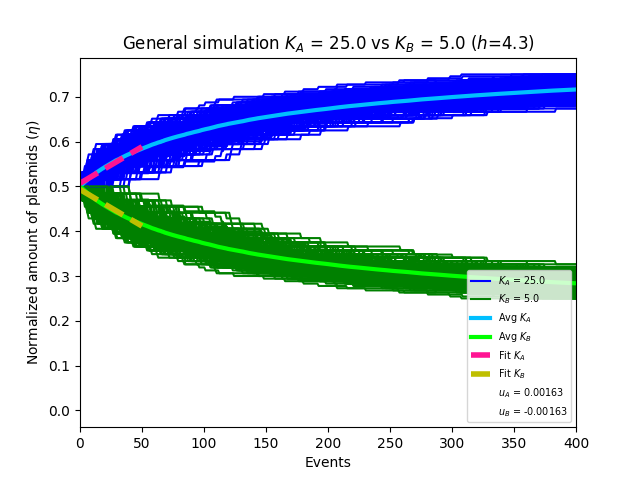 General simulation K_A = 25.0 vs K_B = 5.0 (h=4.3)
Normalized amount of plasmids (η)
0.7
0.6
0.5
0.4
0.3
0.2
0.1
0.0
K_A = 25.0
K_B = 5.0
Avg K_A
Avg K_B
Fit K_A
Fit K_B
u_A = 0.00163
u_B = -0.00163
0 50 100 150 200 250 300 350 400
Events